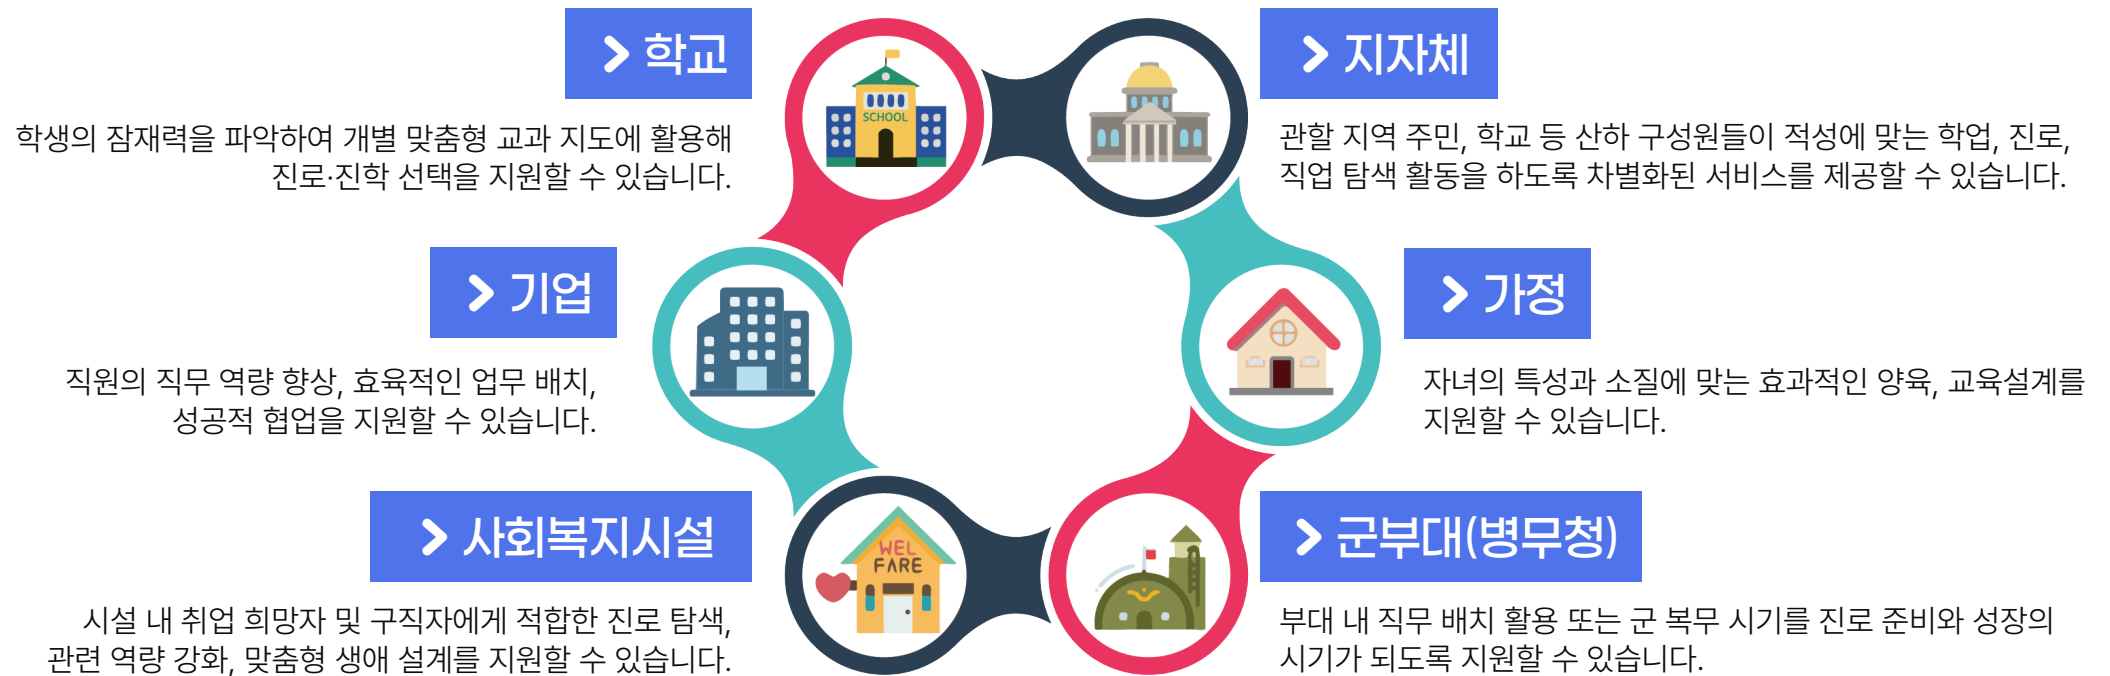 학교
학생의 잠재력을 파악하여 개별 맞춤형 교과 지도에 활용해
진로·진학 선택을 지원할 수 있습니다.
SCHOOL
지자체
관할 지역 주민, 학교 등 산하 구성원들이 적성에 맞는 학업, 진로,
직업 탐색 활동을 하도록 차별화된 서비스를 제공할 수 있습니다.
기업
직원의 직무 역량 향상, 효율적인 업무 배치,
성공적 협업을 지원할 수 있습니다.
가정
자녀의 특성과 소질에 맞는 효과적인 양육, 교육설계를
지원할 수 있습니다.
사회복지시설
시설 내 취업 희망자 및 구직자에게 적합한 진로 탐색,
관련 역량 강화, 맞춤형 생애 설계를 지원할 수 있습니다.
WEL
FARE
군부대(병무청)
부대 내 직무 배치 활용 또는 군 복무 시기를 진로 준비와 성장의
시기가 되도록 지원할 수 있습니다.